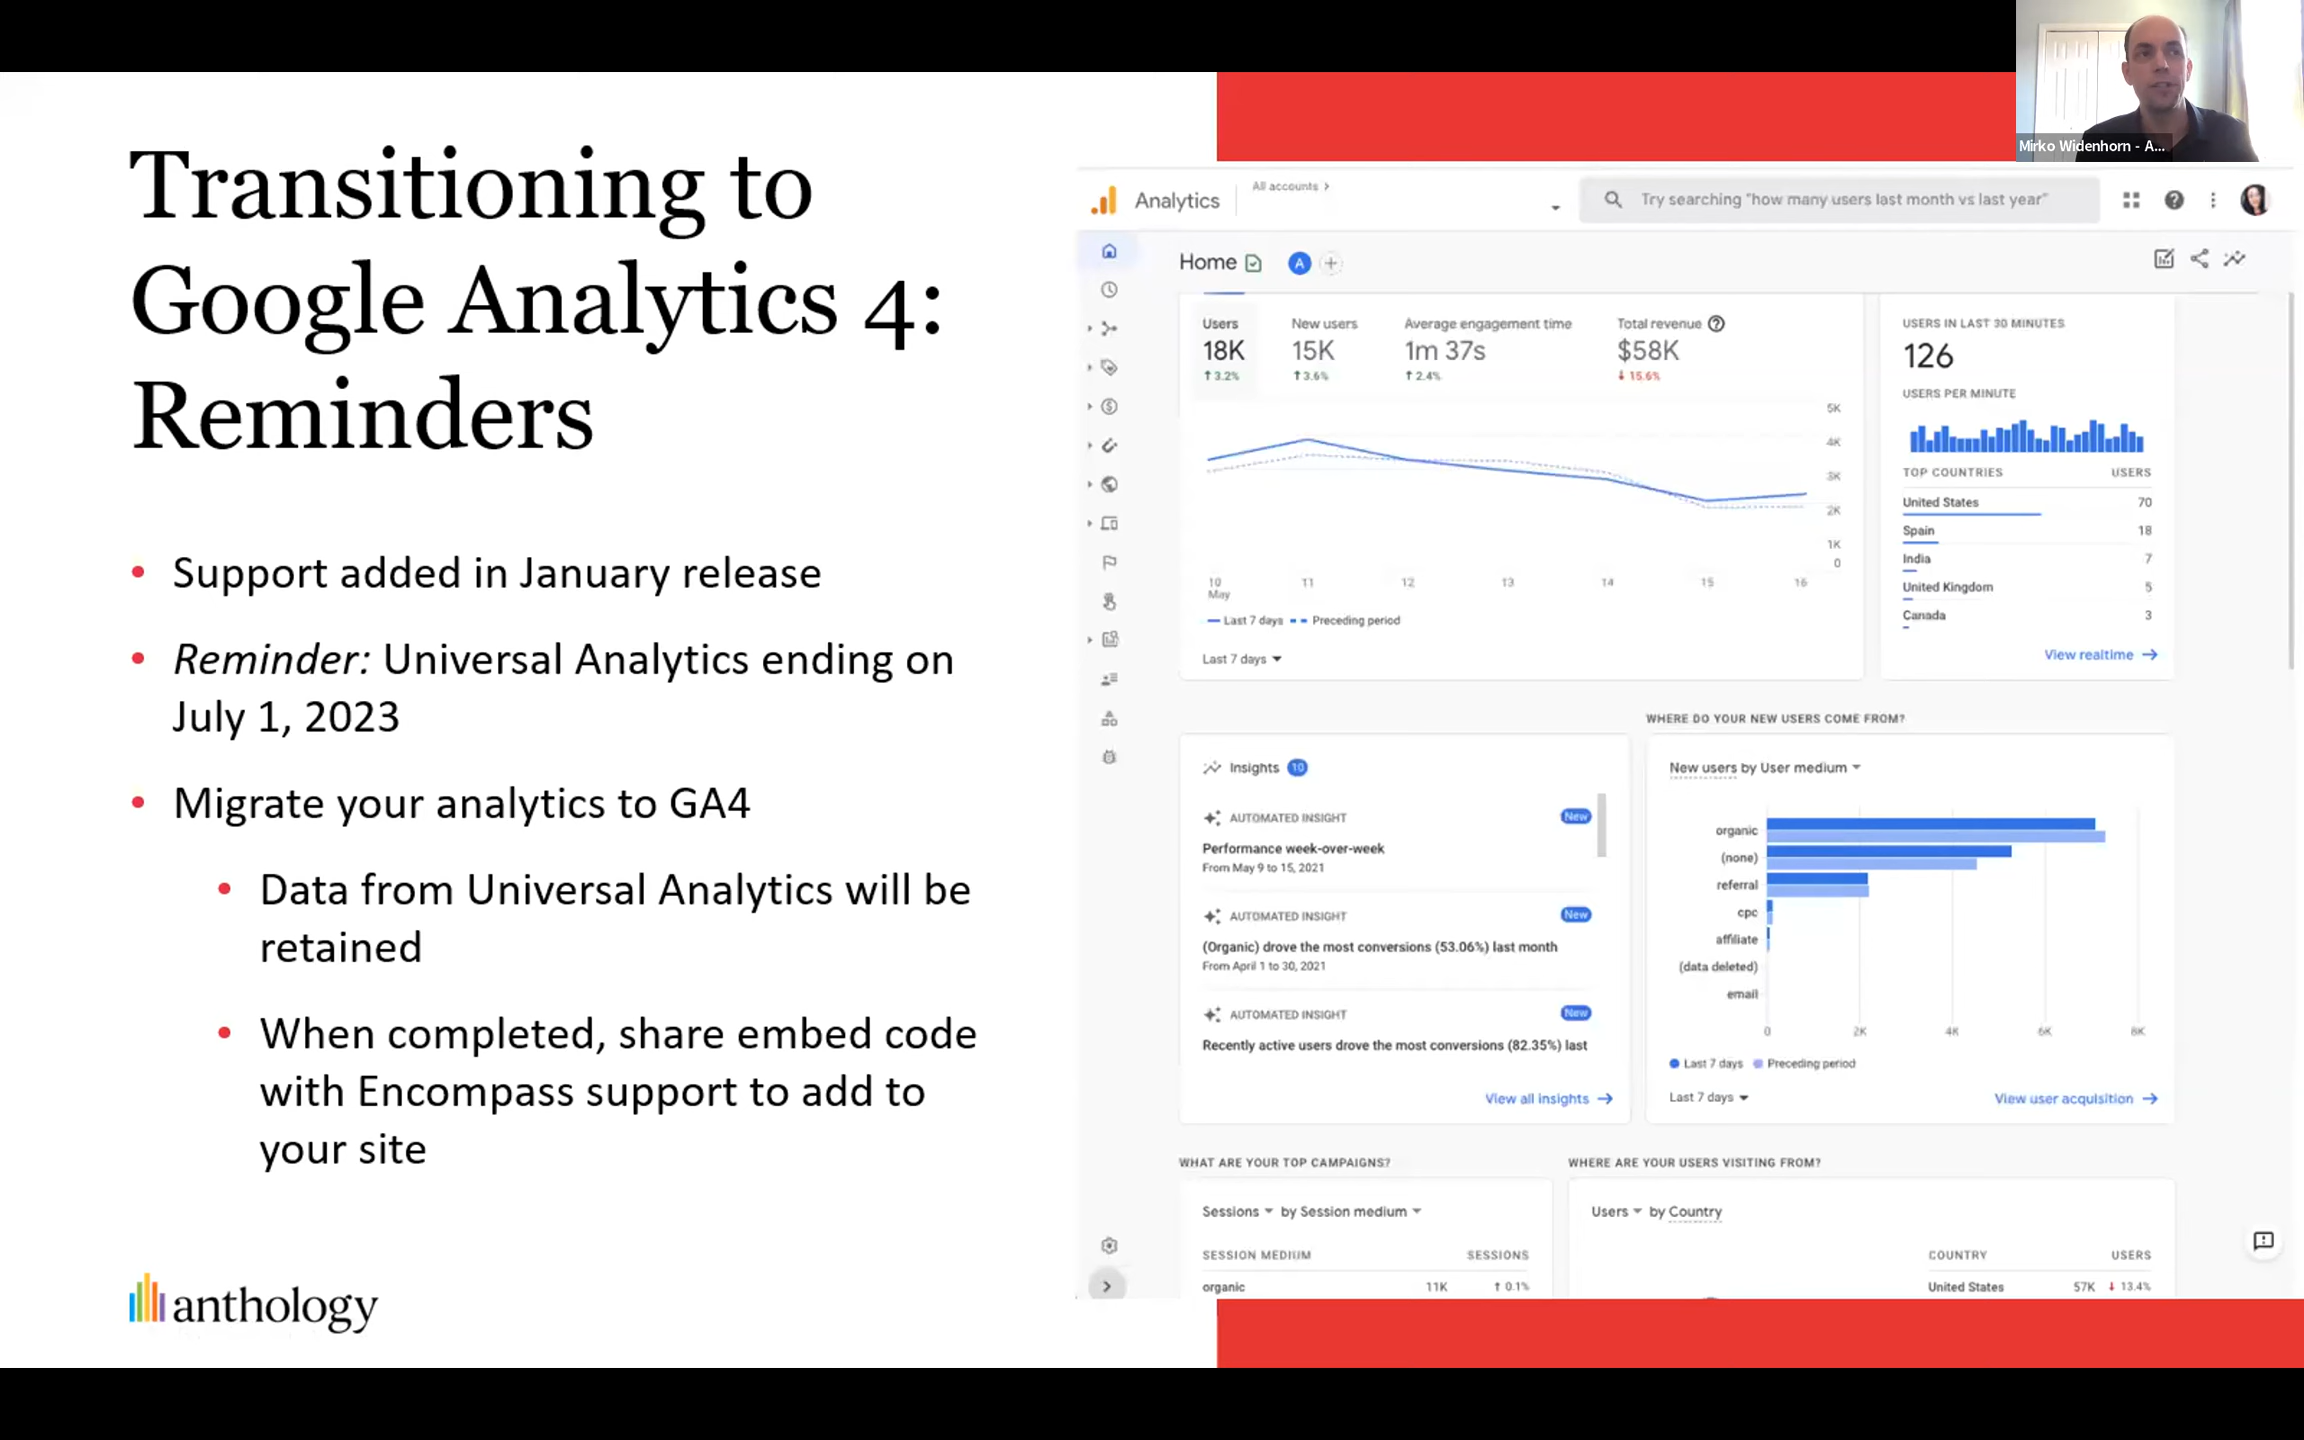 Mirko Widenhorn - A...
Transitioning to
Google Analytics 4:
Reminders
• Support added in January release
• Reminder: Universal Analytics ending on
July 1, 2023
• Migrate your analytics to GA4
• Data from Universal Analytics will be
retained
• When completed, share embed code
with Encompass support to add to
your site
anthology
Analytics
All accounts >
Try searching "how many users last month vs last year"
Home
A
Users
18K
↑ 3.2%
New users
15K
↑ 3.6%
Average engagement time
1m 37s
↑ 2.4%
Total revenue
$58K
↓ 15.6%
5K
4K
3K
2K
1K
0
10 11 12 13 14 15 16
May
Last 7 days Preceding period
Last 7 days
USERS IN LAST 30 MINUTES
126
USERS PER MINUTE
TOP COUNTRIES USERS
United States 70
Spain 18
India 7
United Kingdom 5
Canada 3
View realtime →
Insights 10
AUTOMATED INSIGHT New
Performance week-over-week
From May 9 to 15, 2021
AUTOMATED INSIGHT New
(Organic) drove the most conversions (53.06%) last month
From April 1 to 30, 2021
AUTOMATED INSIGHT New
Recently active users drove the most conversions (82.35%) last
View all insights →
WHERE DO YOUR NEW USERS COME FROM?
New users by User medium
organic
(none)
referral
cpc
affiliate
(data deleted)
email
0 2K 4K 6K 8K
Last 7 days Preceding period
Last 7 days
View user acquisition →
WHAT ARE YOUR TOP CAMPAIGNS?
Sessions by Session medium
SESSION MEDIUM SESSIONS
organic 11K ↑ 0.1%
WHERE ARE YOUR USERS VISITING FROM?
Users by Country
COUNTRY USERS
United States 57K ↓ 13.4%